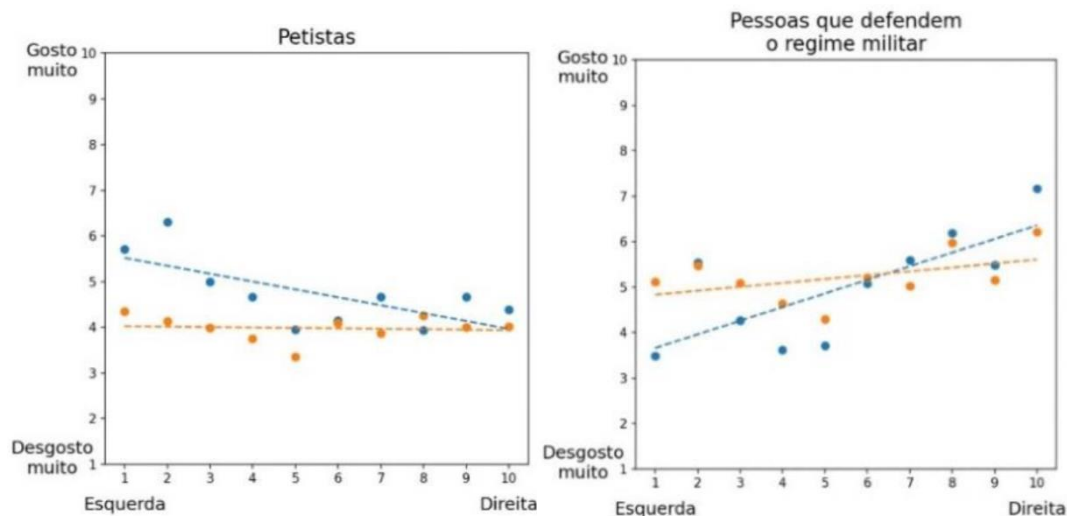 Petistas
Gosto
muito
10
9
8
7
6
5
4
3
2
1
Desgosto
muito
1 2 3 4 5 6 7 8 9 10
Esquerda Direita
Pessoas que defendem
o regime militar
Gosto
muito
10
9
8
7
6
5
4
3
2
1
Desgosto
muito
1 2 3 4 5 6 7 8 9 10
Esquerda Direita